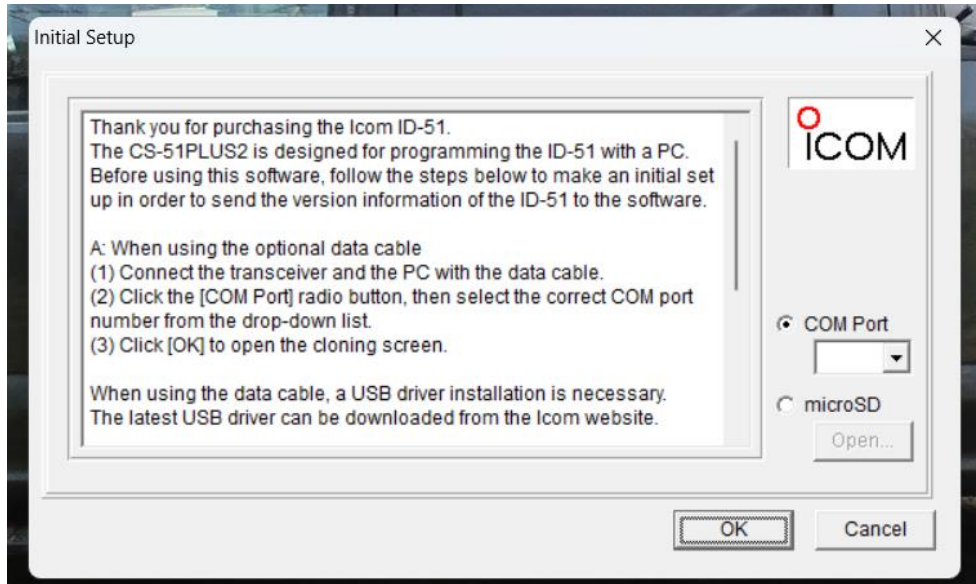 Initial Setup
Thank you for purchasing the Icom ID-51.
The CS-51PLUS2 is designed for programming the ID-51 with a PC.
Before using this software, follow the steps below to make an initial set
up in order to send the version information of the ID-51 to the software.
A: When using the optional data cable
(1) Connect the transceiver and the PC with the data cable.
(2) Click the [COM Port] radio button, then select the correct COM port
number from the drop-down list.
(3) Click [OK] to open the cloning screen.
When using the data cable, a USB driver installation is necessary.
The latest USB driver can be downloaded from the Icom website.
ICOM
COM Port
microSD
Open...
OK
Cancel